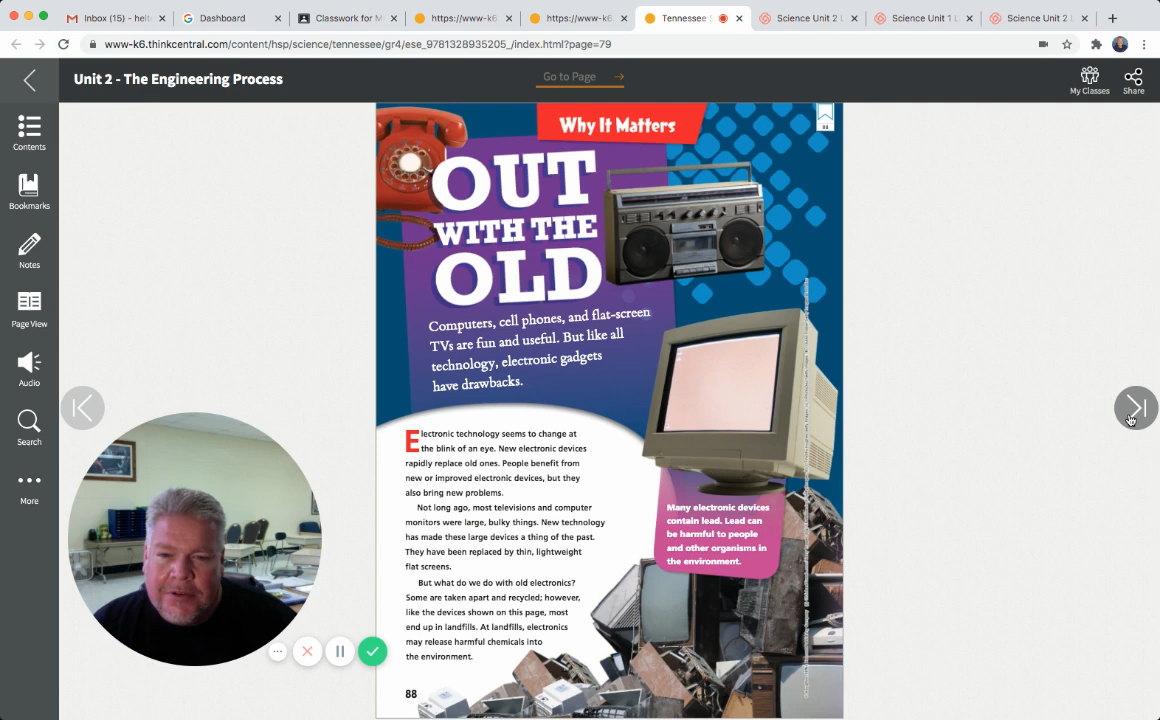 Inbox (15) - helt
Dashboard
Classwork for M
https://www-k6.
https://www-k6.
Tennessee S
Science Unit 2 L
Science Unit 1 L
Science Unit 2 L
www-k6.thinkcentral.com/content/hsp/science/tennessee/gr4/ese_9781328935205_/index.html?page=79
Unit 2 - The Engineering Process
Go to Page
My Classes
Share
Contents
Bookmarks
Notes
Page View
Audio
Search
More
Why It Matters
88
OUT
WITH THE
OLD
Computers, cell phones, and flat-screen
TVs are fun and useful. But like all
technology, electronic gadgets
have drawbacks.
Electronic technology seems to change at
the blink of an eye. New electronic devices
rapidly replace old ones. People benefit from
new or improved electronic devices, but they
also bring new problems.
Not long ago, most televisions and computer
monitors were large, bulky things. New technology
has made these large devices a thing of the past.
They have been replaced by thin, lightweight
flat screens.
But what do we do with old electronics?
Some are taken apart and recycled; however,
like the devices shown on this page, most
end up in landfills. At landfills, electronics
may release harmful chemicals into
the environment.
Many electronic devices
contain lead. Lead can
be harmful to people
and other organisms in
the environment.
88